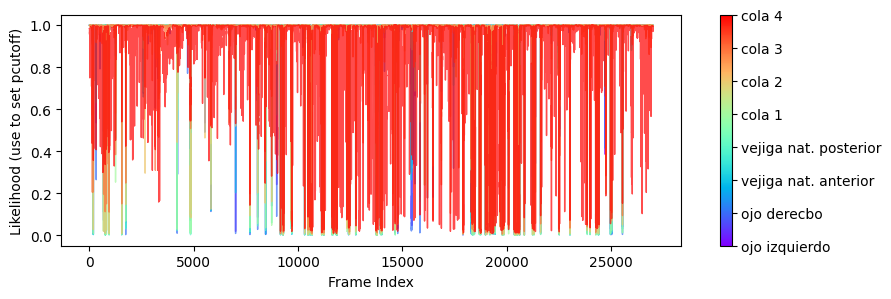 1.0
0.8
0.6
0.4
0.2
0.0
Likelihood (use to set pcutoff)
0
5000
10000
15000
20000
25000
Frame Index
cola 4
cola 3
cola 2
cola 1
vejiga nat. posterior
vejiga nat. anterior
ojo derecbo
ojo izquierdo